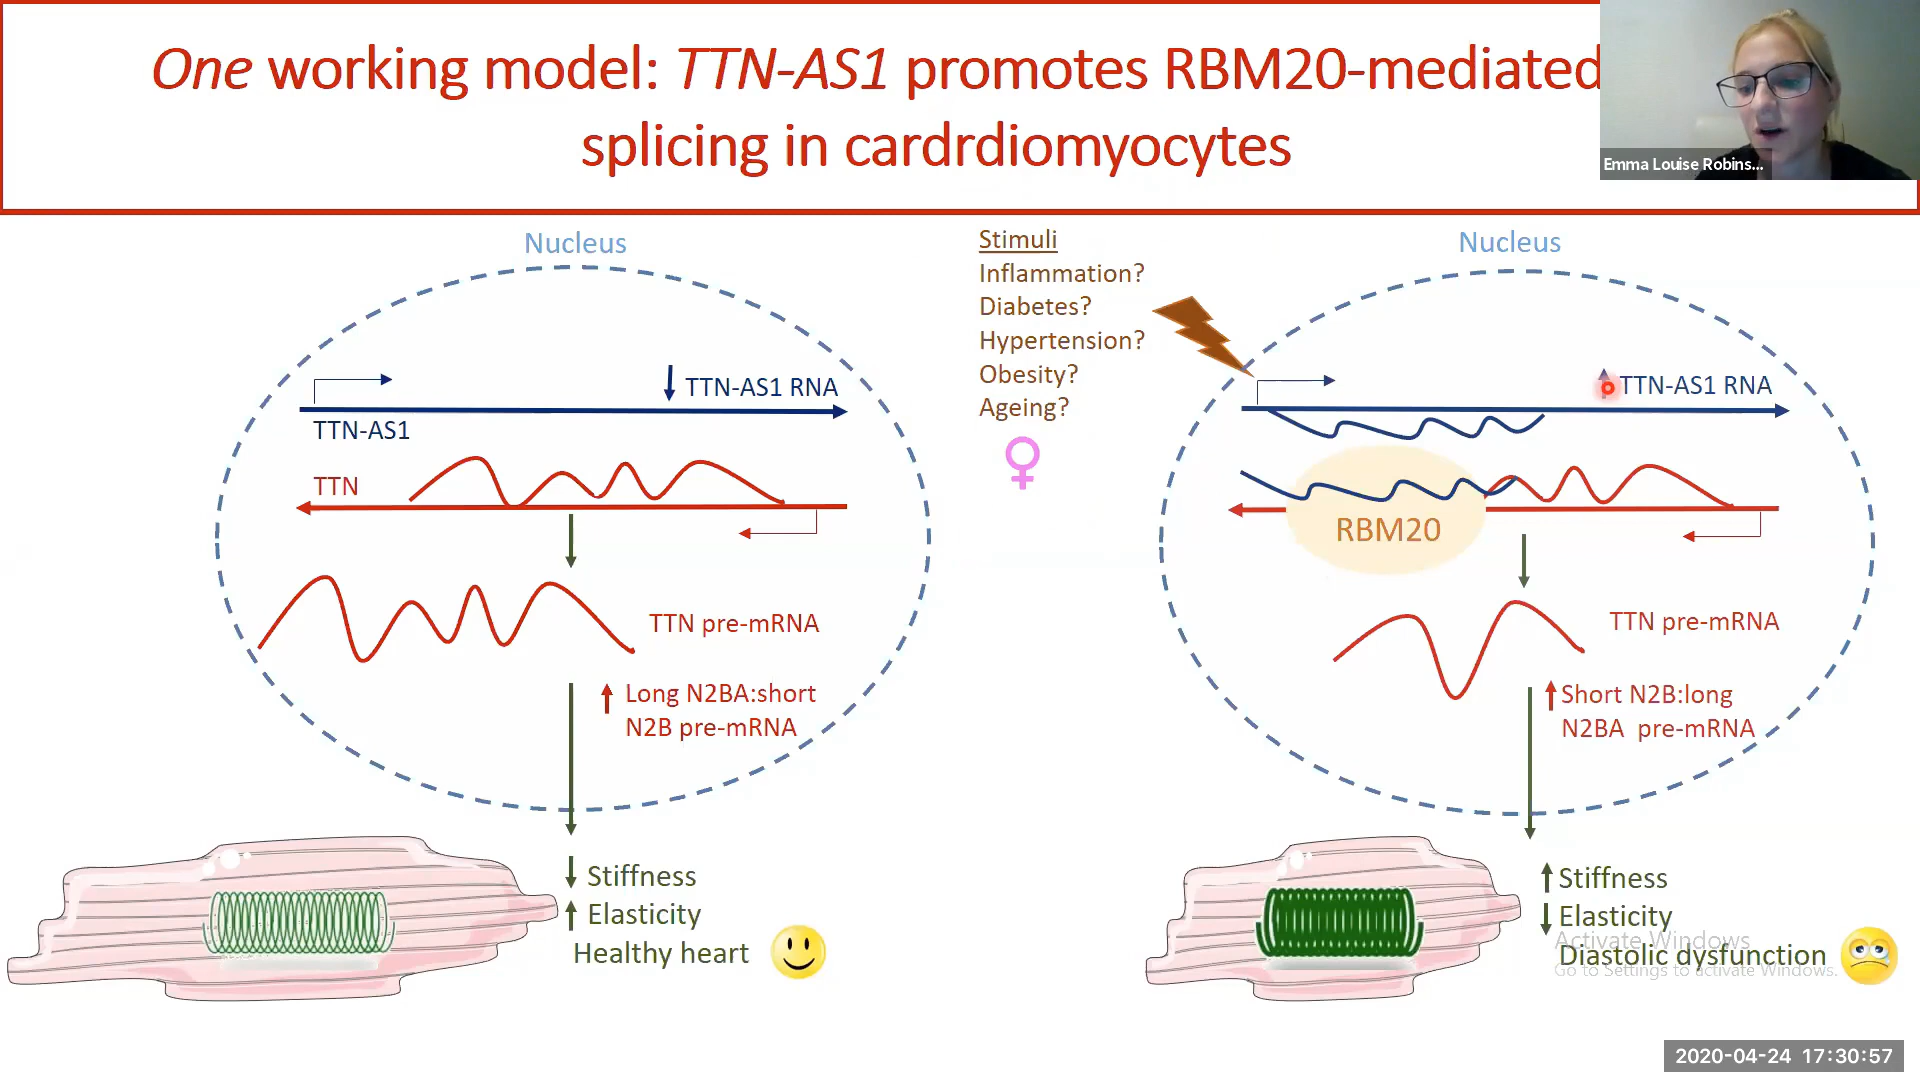 One working model: TTN-AS1 promotes RBM20-mediated
splicing in cardrdiomyocytes
Emma Louise Robins...
Nucleus
TTN-AS1 RNA
TTN-AS1
TTN
TTN pre-mRNA
Long N2BA:short
N2B pre-mRNA
Stiffness
Elasticity
Healthy heart
Stimuli
Inflammation?
Diabetes?
Hypertension?
Obesity?
Ageing?
Nucleus
TTN-AS1 RNA
RBM20
TTN pre-mRNA
Short N2B:long
N2BA pre-mRNA
Stiffness
Elasticity
Diastolic dysfunction
Activate Windows
Go to Settings to activate Windows.
2020-04-24 17:30:57